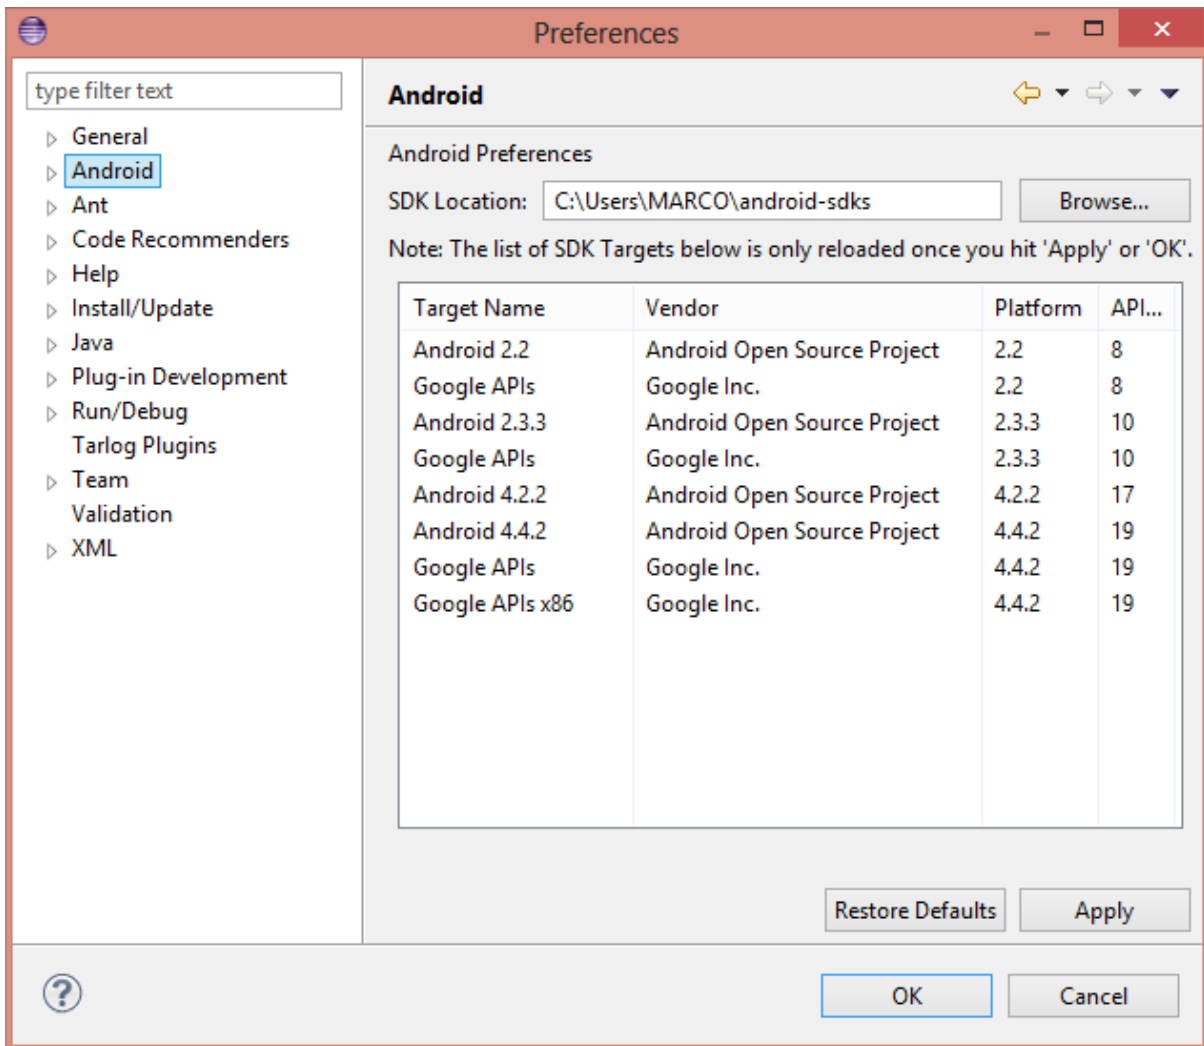 Preferences
type filter text
General
Android
Ant
Code Recommenders
Help
Install/Update
Java
Plug-in Development
Run/Debug
Tarlog Plugins
Team
Validation
XML
Android
Android Preferences
SDK Location: C:\Users\MARCO\android-sdks Browse...
Note: The list of SDK Targets below is only reloaded once you hit 'Apply' or 'OK'.
Target Name Vendor Platform API...
Android 2.2 Android Open Source Project 2.2 8
Google APIs Google Inc. 2.2 8
Android 2.3.3 Android Open Source Project 2.3.3 10
Google APIs Google Inc. 2.3.3 10
Android 4.2.2 Android Open Source Project 4.2.2 17
Android 4.4.2 Android Open Source Project 4.4.2 19
Google APIs Google Inc. 4.4.2 19
Google APIs x86 Google Inc. 4.4.2 19
Restore Defaults Apply
? OK Cancel